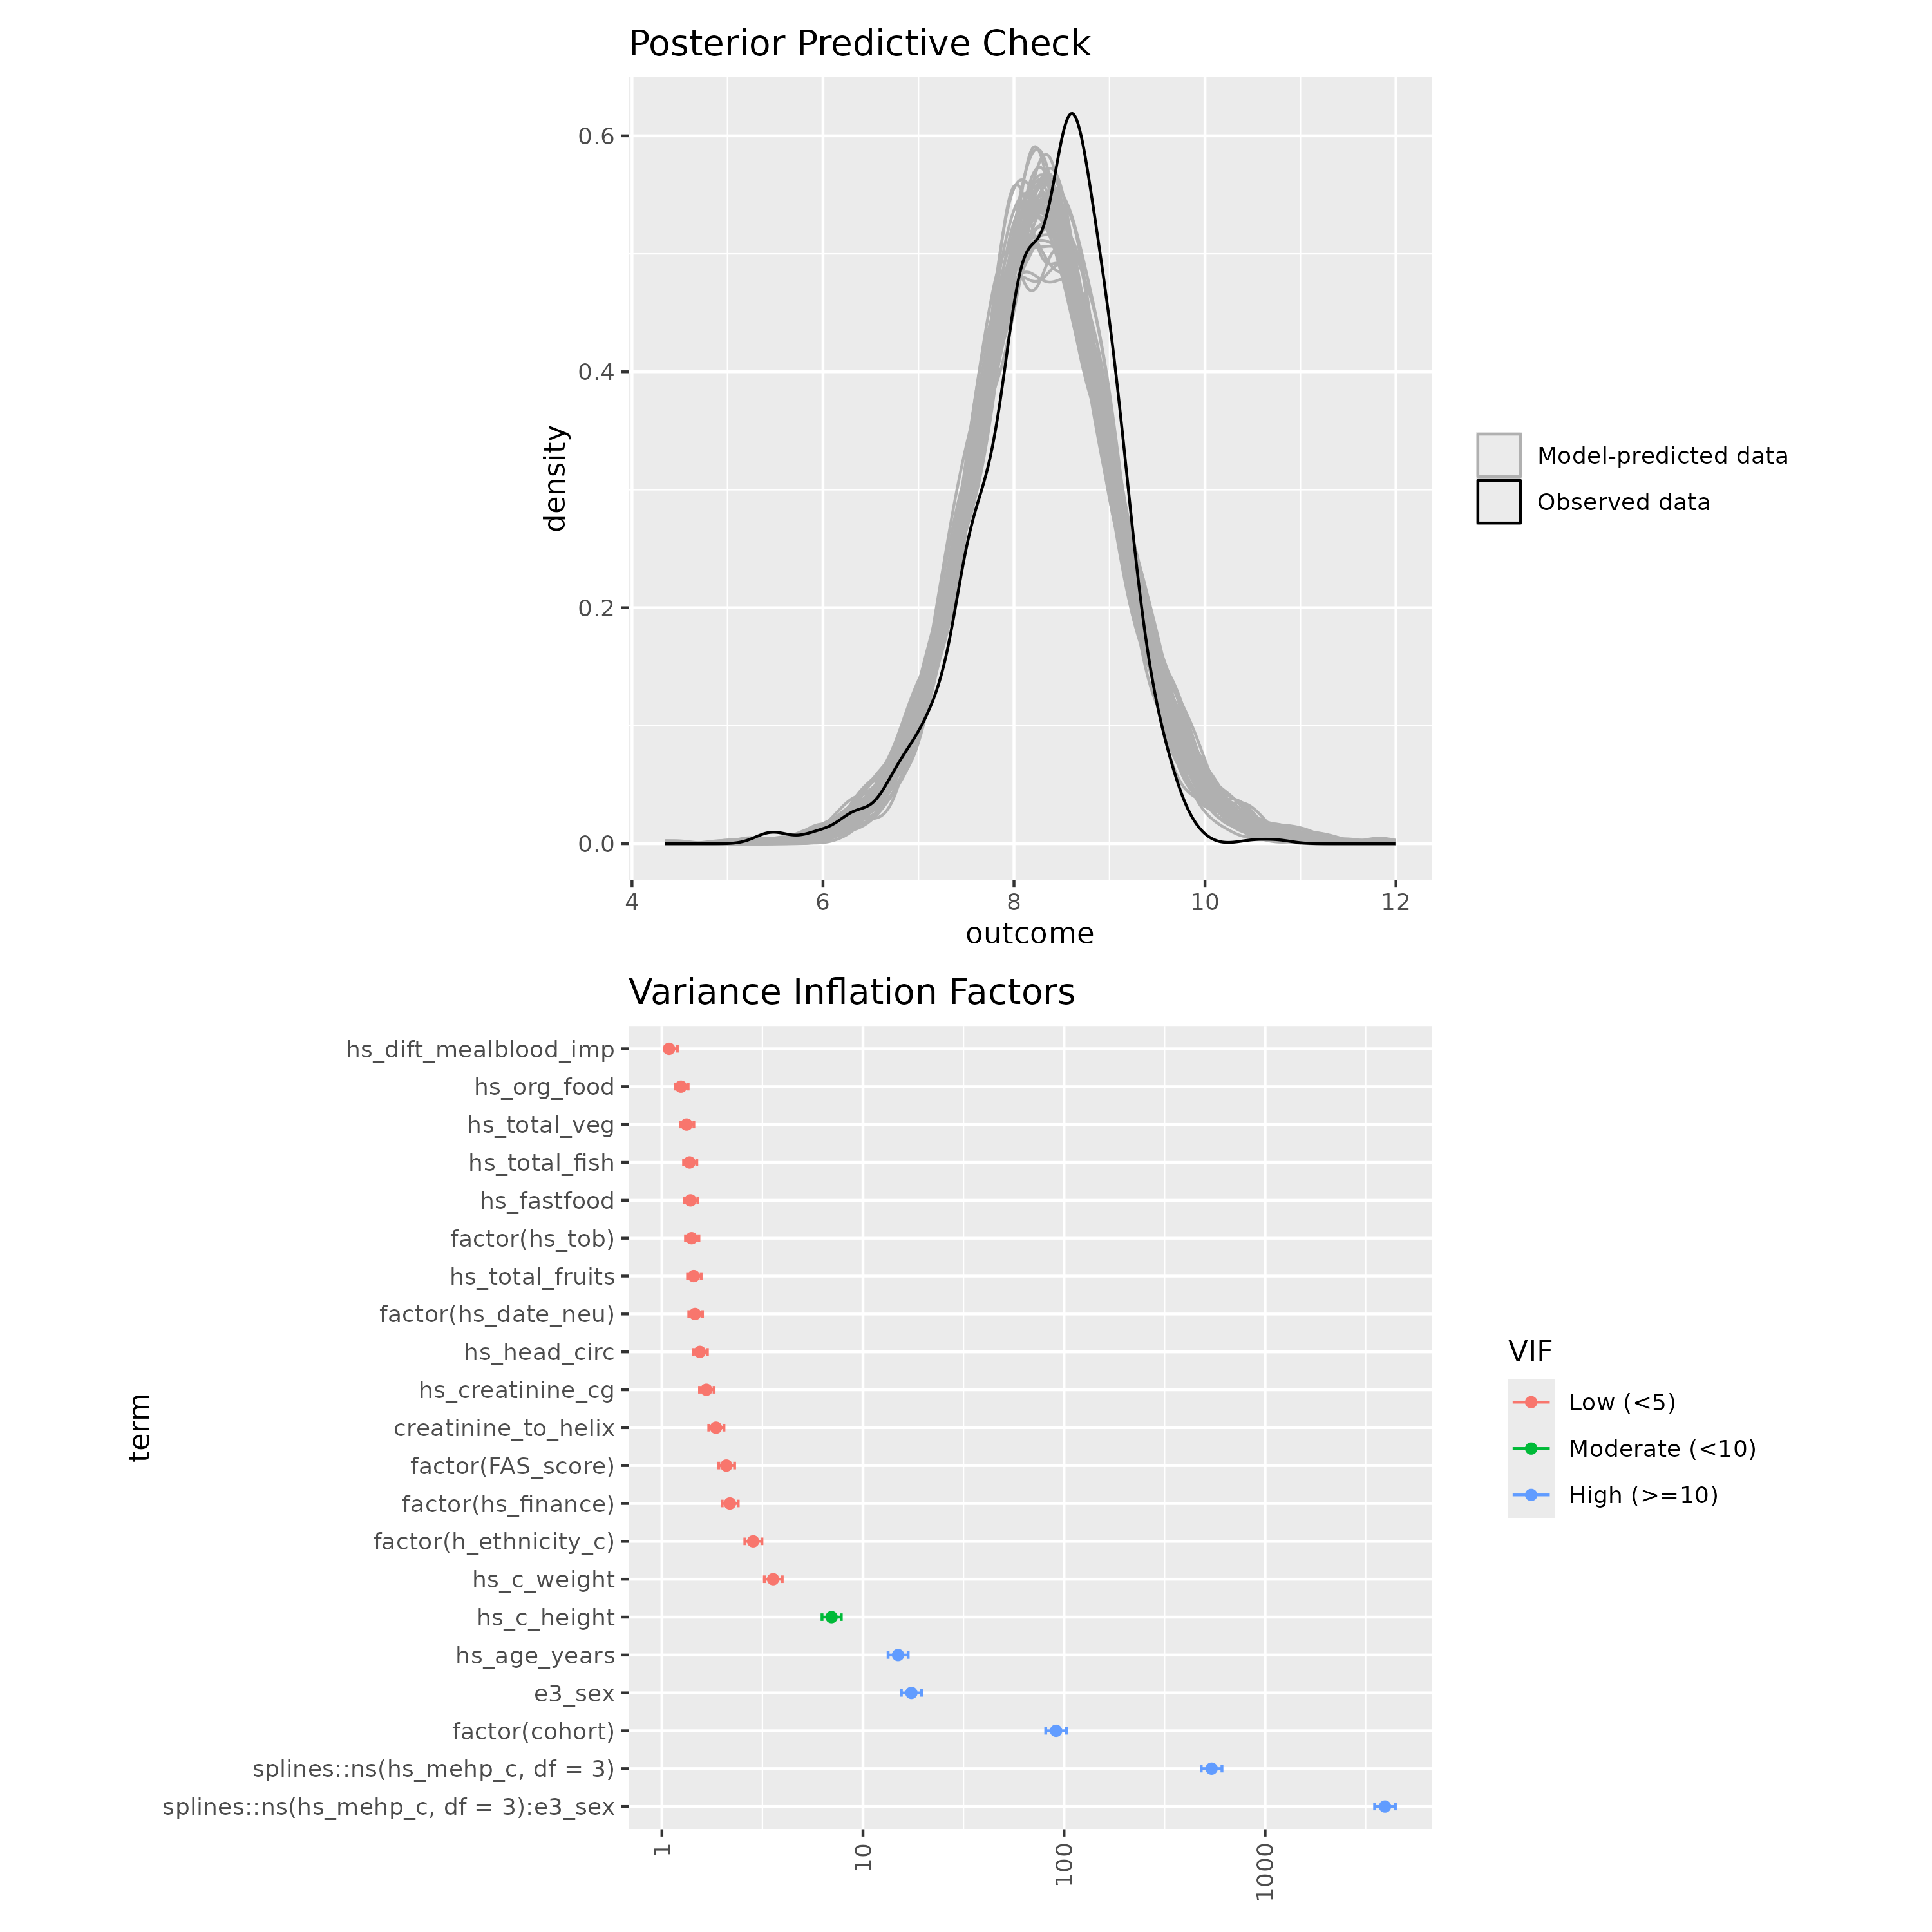 Posterior Predictive Check
0.6
0.4
0.2
0.0
density
4 6 8 10 12
outcome
Model-predicted data
Observed data
Variance Inflation Factors
hs_dift_mealblood_imp
hs_org_food
hs_total_veg
hs_total_fish
hs_fastfood
factor(hs_tob)
hs_total_fruits
factor(hs_date_neu)
hs_head_circ
hs_creatinine_cg
creatinine_to_helix
factor(FAS_score)
factor(hs_finance)
factor(h_ethnicity_c)
hs_c_weight
hs_c_height
hs_age_years
e3_sex
factor(cohort)
splines::ns(hs_mehp_c, df = 3)
splines::ns(hs_mehp_c, df = 3):e3_sex
term
1 10 100 1000
VIF
Low (<5)
Moderate (<10)
High (>=10)